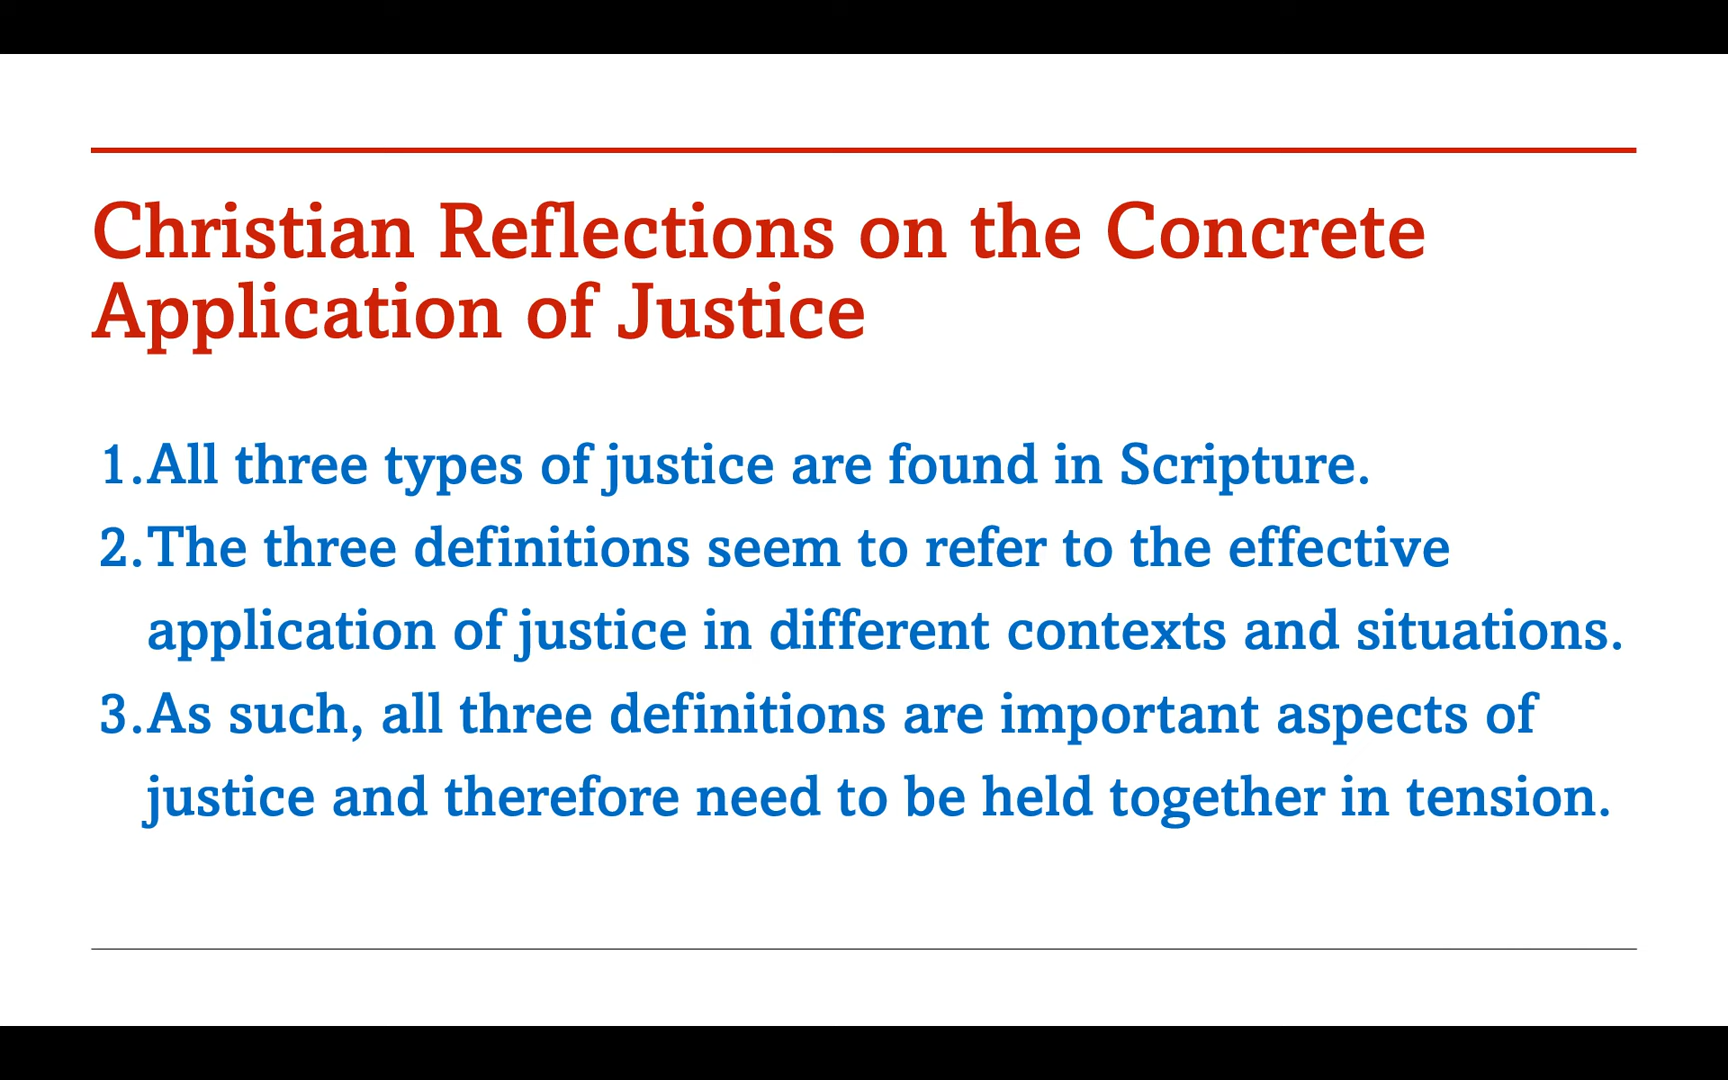 Christian Reflections on the Concrete
Application of Justice
1.All three types of justice are found in Scripture.
2.The three definitions seem to refer to the effective
application of justice in different contexts and situations.
3.As such, all three definitions are important aspects of
justice and therefore need to be held together in tension.